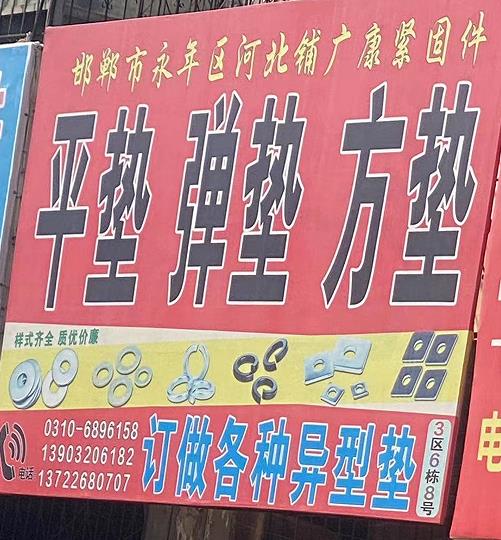 邯郸市永年区河北铺广康紧固件
平垫 弹垫 方垫
样式齐全 质优价廉
电话:
0310-6896158
13903206182
13722680707
订做各种异型垫
3区6栋8号
电